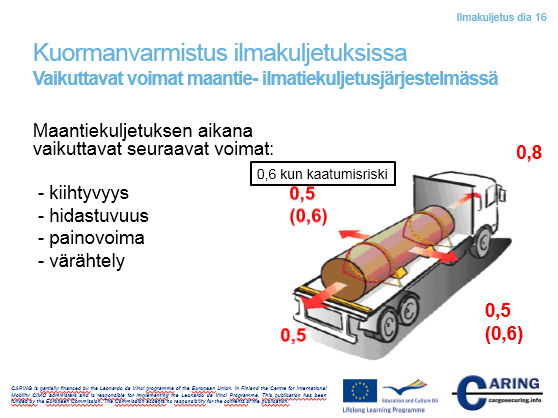 Ilmakuljetus dia 16
Kuormanvarmistus ilmakuljetuksissa
Vaikuttavat voimat maantie- ilmatiekuljetusjärjestelmässä
Maantiekuljetuksen aikana
vaikuttavat seuraavat voimat:
0,8
0,6 kun kaatumisriski
- kiihtyvyys
- hidastuvuus
- painovoima
- värähtely
0,5
(0,6)
0,5
0,5
(0,6)
CARING is partially financed by the Leonardo da Vinci programme of the European Union. In Finland the Centre for International
Mobility CIMO administers and is responsible for implementing the Leonardo da Vinci Programme. This publication has been
funded by the European Commission. The Commission accepts no responsibility for the contents of the publication.
Education and Culture DG
Lifelong Learning Programme
CARING
cargosecuring.info